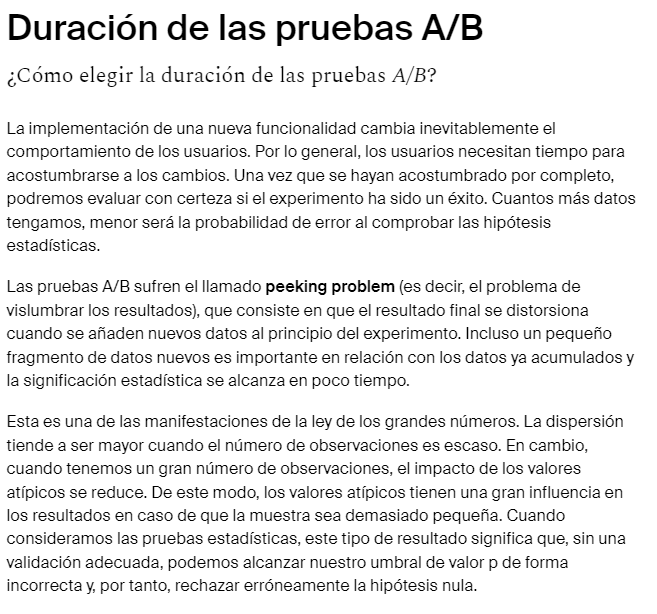 Duración de las pruebas A/B
¿Cómo elegir la duración de las pruebas A/B?
La implementación de una nueva funcionalidad cambia inevitablemente el
comportamiento de los usuarios. Por lo general, los usuarios necesitan tiempo para
acostumbrarse a los cambios. Una vez que se hayan acostumbrado por completo,
podremos evaluar con certeza si el experimento ha sido un éxito. Cuantos más datos
tengamos, menor será la probabilidad de error al comprobar las hipótesis
estadísticas.
Las pruebas A/B sufren el llamado peeking problem (es decir, el problema de
vislumbrar los resultados), que consiste en que el resultado final se distorsiona
cuando se añaden nuevos datos al principio del experimento. Incluso un pequeño
fragmento de datos nuevos es importante en relación con los datos ya acumulados y
la significación estadística se alcanza en poco tiempo.
Esta es una de las manifestaciones de la ley de los grandes números. La dispersión
tiende a ser mayor cuando el número de observaciones es escaso. En cambio,
cuando tenemos un gran número de observaciones, el impacto de los valores
atípicos se reduce. De este modo, los valores atípicos tienen una gran influencia en
los resultados en caso de que la muestra sea demasiado pequeña. Cuando
consideramos las pruebas estadísticas, este tipo de resultado significa que, sin una
validación adecuada, podemos alcanzar nuestro umbral de valor p de forma
incorrecta y, por tanto, rechazar erróneamente la hipótesis nula.